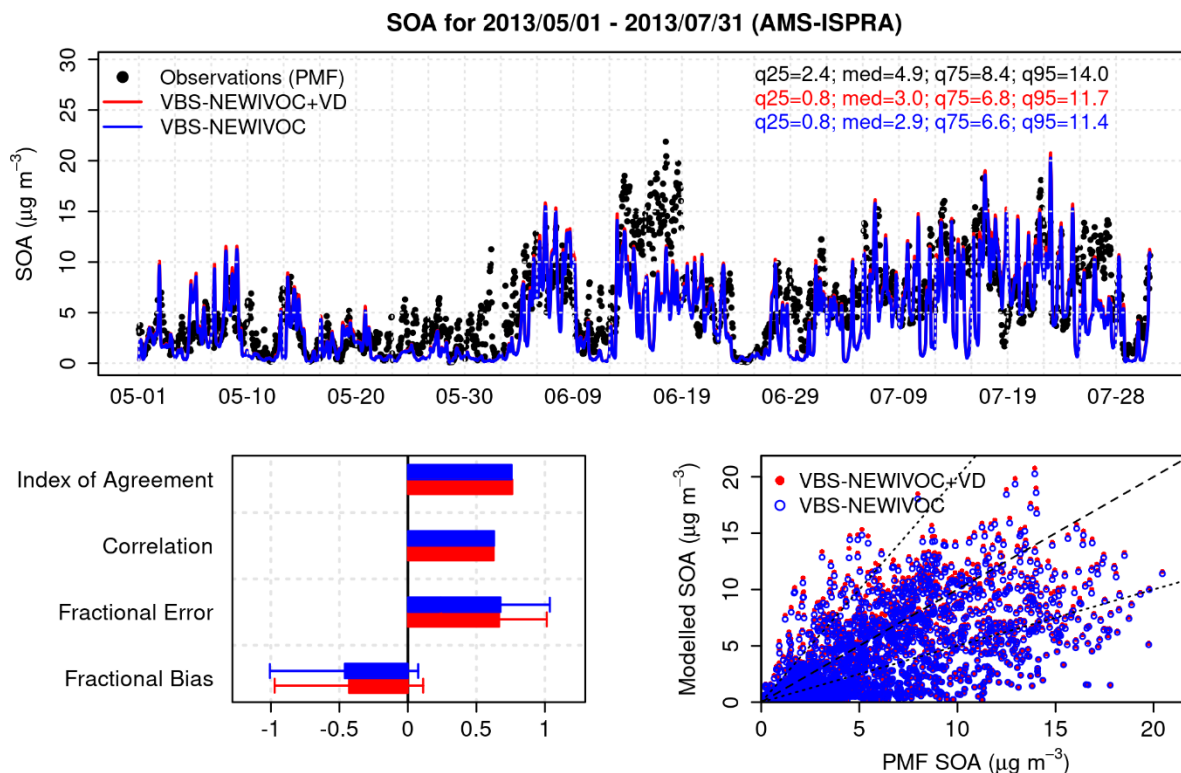 SOA for 2013/05/01 - 2013/07/31 (AMS-ISPRA)
SOA (µg m⁻³)
30
25
20
15
10
5
0
Observations (PMF)
VBS-NEWIVOC+VD
VBS-NEWIVOC
q25=2.4; med=4.9; q75=8.4; q95=14.0
q25=0.8; med=3.0; q75=6.8; q95=11.7
q25=0.8; med=2.9; q75=6.6; q95=11.4
05-01 05-10 05-20 05-30 06-09 06-19 06-29 07-09 07-19 07-28
Index of Agreement
Correlation
Fractional Error
Fractional Bias
-1 -0.5 0 0.5 1
Modelled SOA (µg m⁻³)
20
15
10
5
0
VBS-NEWIVOC+VD
VBS-NEWIVOC
0 5 10 15 20
PMF SOA (µg m⁻³)